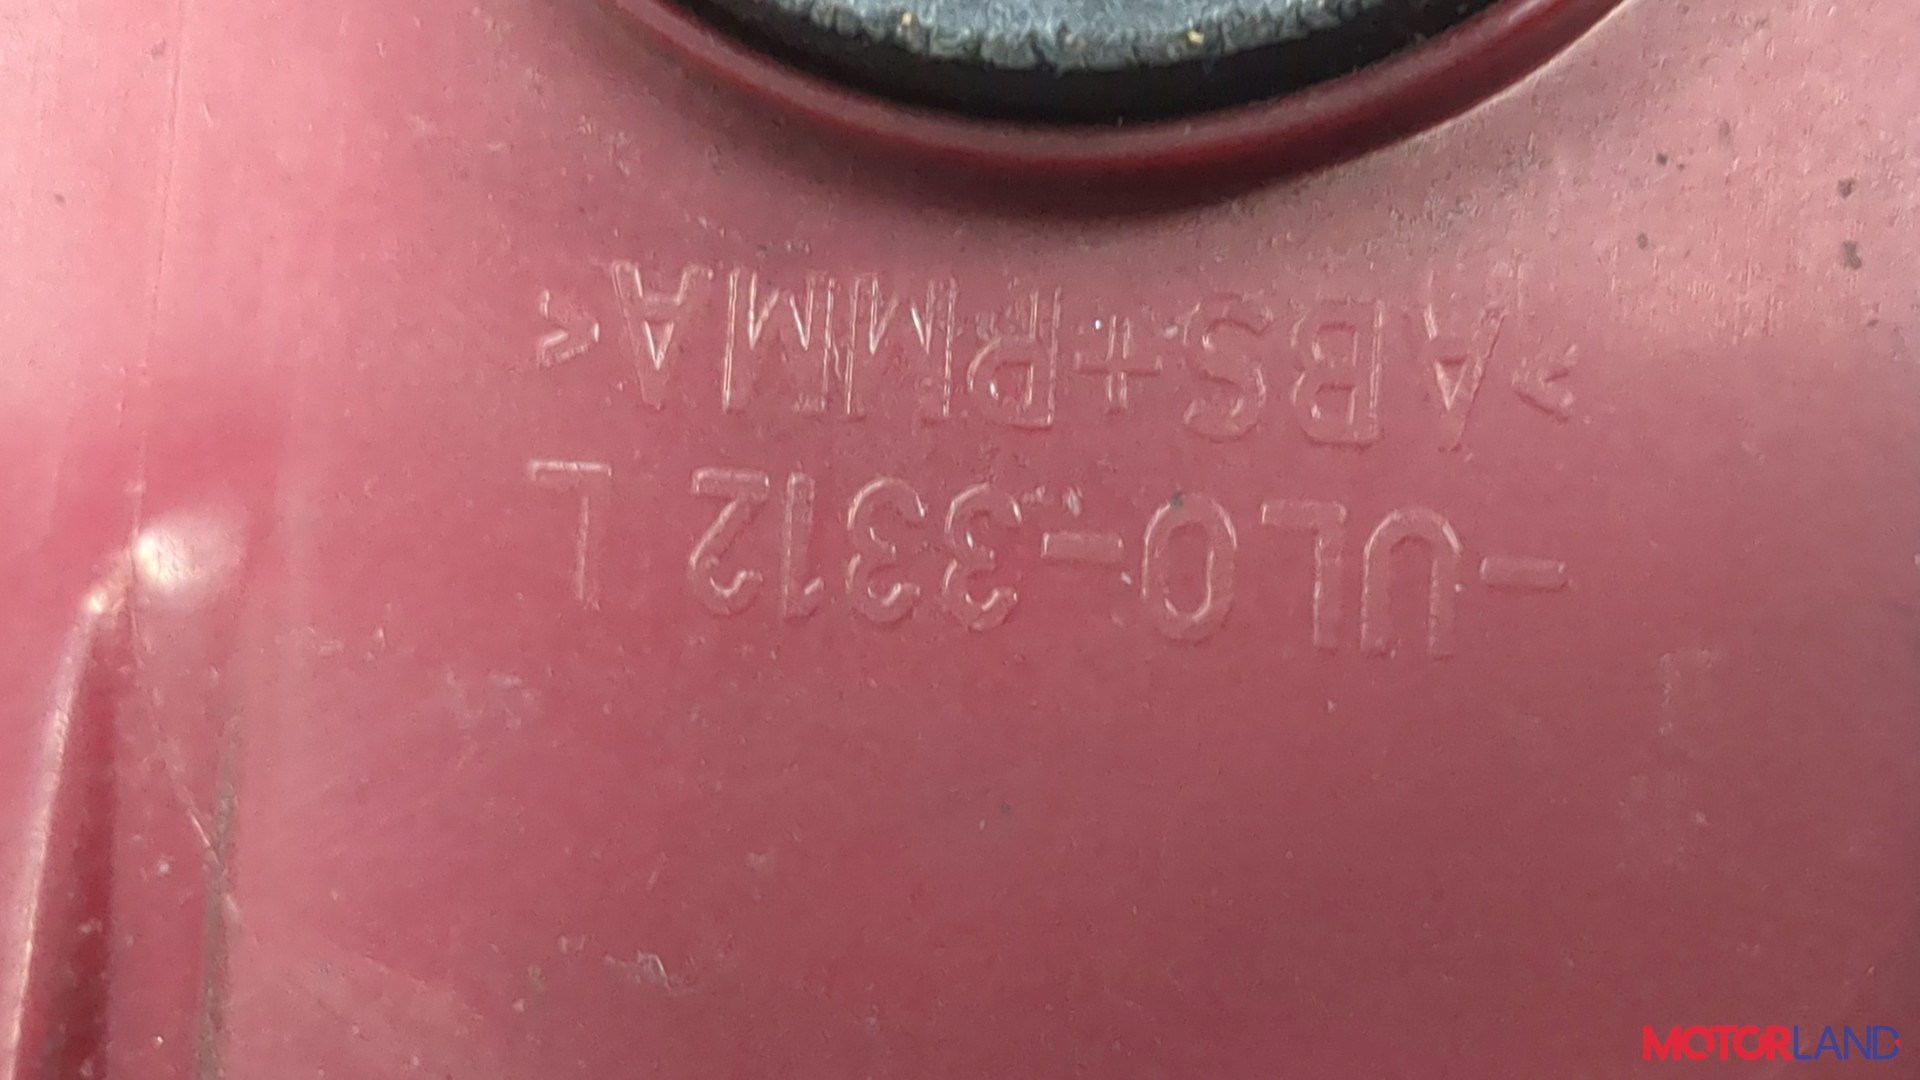 -ULO-3312 L
>ABS+PMMA<
MOTORLAND